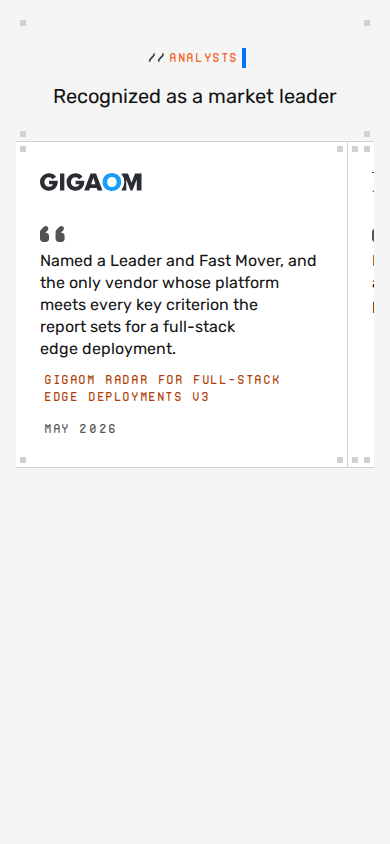 // ANALYSTS
Recognized as a market leader
GIGAOM
Named a Leader and Fast Mover, and
the only vendor whose platform
meets every key criterion the
report sets for a full-stack
edge deployment.
GIGAOM RADAR FOR FULL-STACK
EDGE DEPLOYMENTS V3
MAY 2026